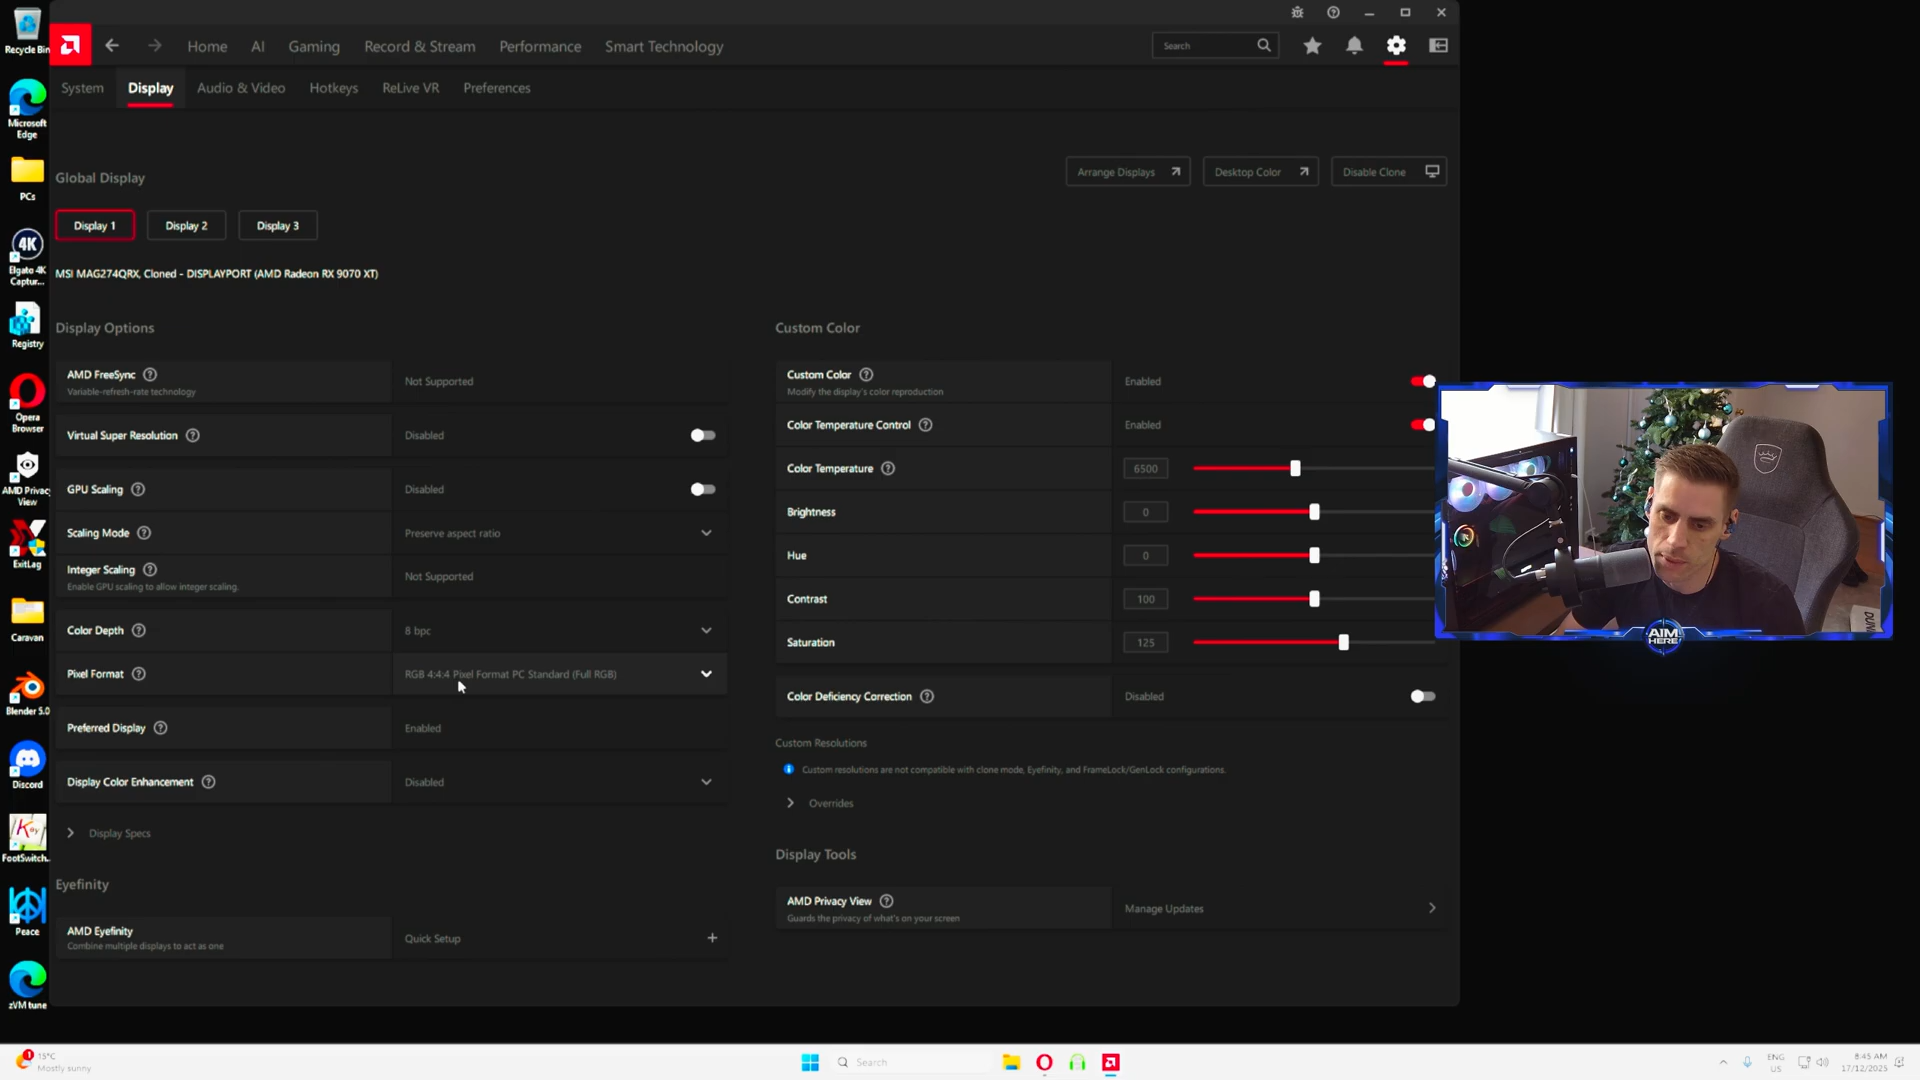 Recycle Bin
Home
AI
Gaming
Record & Stream
Performance
Smart Technology
Search
System
Display
Audio & Video
Hotkeys
ReLive VR
Preferences
Microsoft
Edge
PCs
4K
Elgato 4K
Captur...
Registry
Opera
Browser
AMD Privacy
View
ExitLag
Caravan
Blender 5.0
Discord
Key
FootSwitch...
Peace
zVM tune
Global Display
Arrange Displays
Desktop Color
Disable Clone
Display 1
Display 2
Display 3
MSI MAG274QRX, Cloned - DISPLAYPORT (AMD Radeon RX 9070 XT)
Display Options
AMD FreeSync
Variable-refresh-rate technology
Not Supported
Virtual Super Resolution
Disabled
GPU Scaling
Disabled
Scaling Mode
Preserve aspect ratio
Integer Scaling
Enable GPU scaling to allow integer scaling.
Not Supported
Color Depth
8 bpc
Pixel Format
RGB 4:4:4 Pixel Format PC Standard (Full RGB)
Preferred Display
Enabled
Display Color Enhancement
Disabled
Display Specs
Eyefinity
AMD Eyefinity
Combine multiple displays to act as one
Quick Setup
Custom Color
Custom Color
Modify the display's color reproduction
Enabled
Color Temperature Control
Enabled
Color Temperature
6500
Brightness
0
Hue
0
Contrast
100
Saturation
125
Color Deficiency Correction
Disabled
Custom Resolutions
Custom resolutions are not compatible with clone mode, Eyefinity, and FrameLock/GenLock configurations.
Overrides
Display Tools
AMD Privacy View
Guards the privacy of what's on your screen
Manage Updates
AIM
HERE
1
15°C
Mostly sunny
Search
ENG
US
8:45 AM
17/12/2025